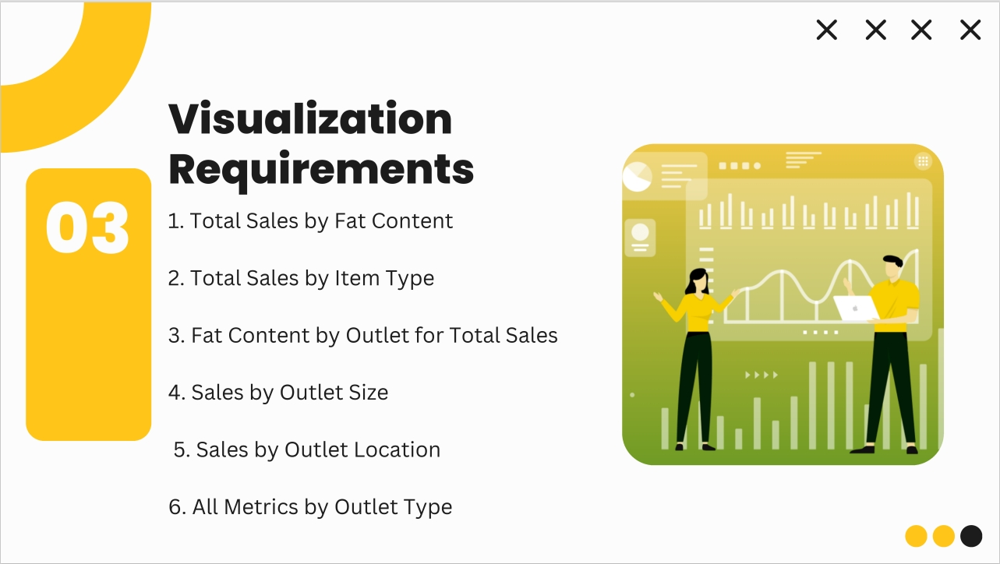 Visualization
Requirements
03
1. Total Sales by Fat Content
2. Total Sales by Item Type
3. Fat Content by Outlet for Total Sales
4. Sales by Outlet Size
5. Sales by Outlet Location
6. All Metrics by Outlet Type